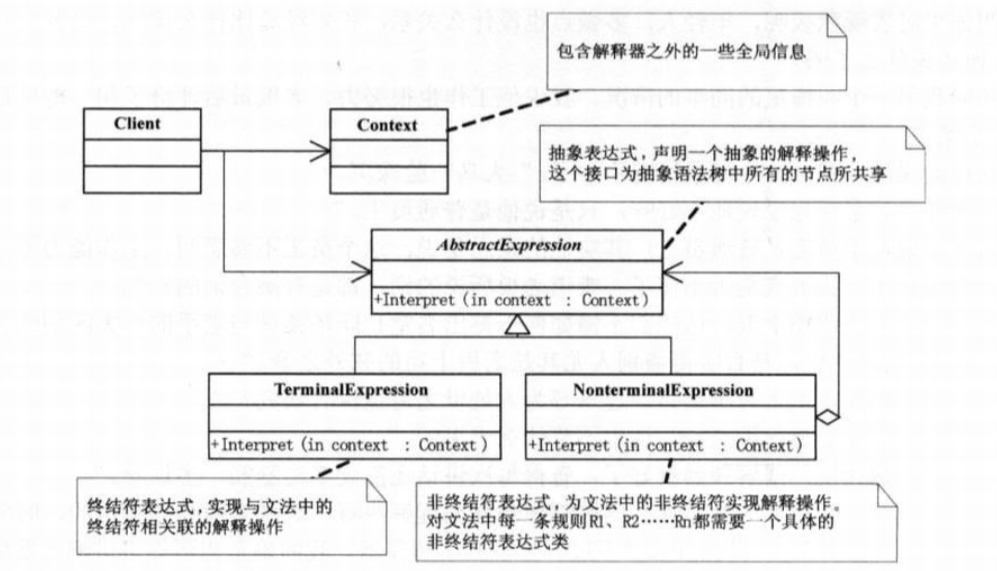 包含解释器之外的一些全局信息
Client
Context
抽象表达式，声明一个抽象的解释操作，
这个接口为抽象语法树中所有的节点所共享
AbstractExpression
+Interpret(in context : Context)
TerminalExpression
+Interpret(in context : Context)
NonterminalExpression
+Interpret(in context : Context)
终结符表达式，实现与文法中的
终结符相关联的解释操作
非终结符表达式，为文法中的非终结符实现解释操作。
对文法中每一条规则R1、R2……Rn都需要一个具体的
非终结符表达式类